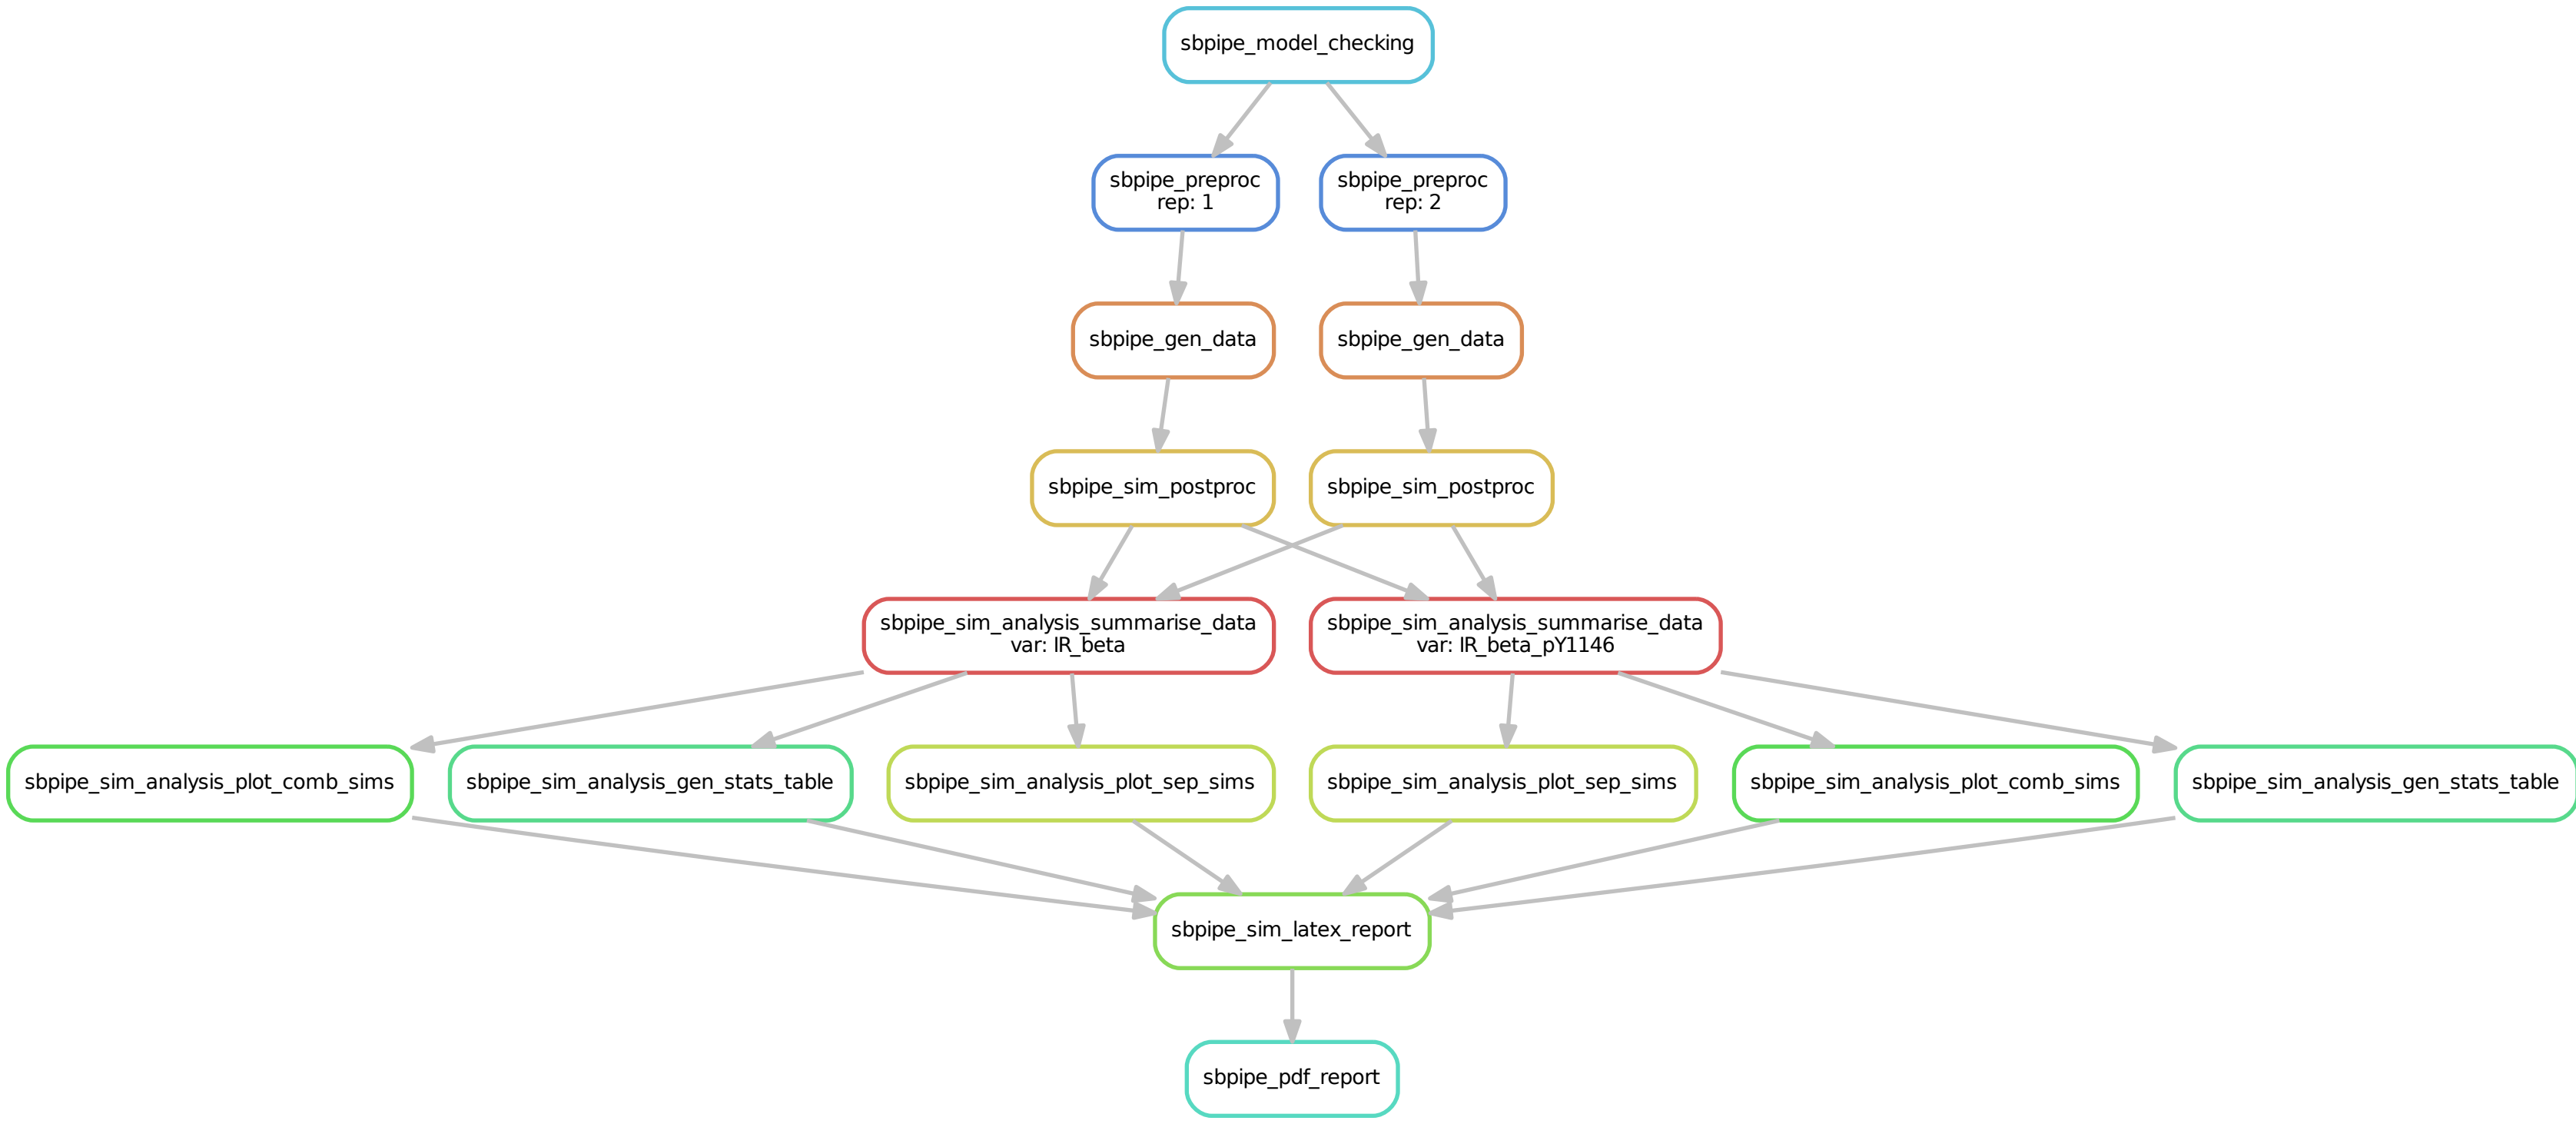 sbpipe_model_checking
sbpipe_preproc
rep: 1
sbpipe_preproc
rep: 2
sbpipe_gen_data
sbpipe_gen_data
sbpipe_sim_postproc
sbpipe_sim_postproc
sbpipe_sim_analysis_summarise_data
var: IR_beta
sbpipe_sim_analysis_summarise_data
var: IR_beta_pY1146
sbpipe_sim_analysis_plot_comb_sims
sbpipe_sim_analysis_gen_stats_table
sbpipe_sim_analysis_plot_sep_sims
sbpipe_sim_analysis_plot_sep_sims
sbpipe_sim_analysis_plot_comb_sims
sbpipe_sim_analysis_gen_stats_table
sbpipe_sim_latex_report
sbpipe_pdf_report